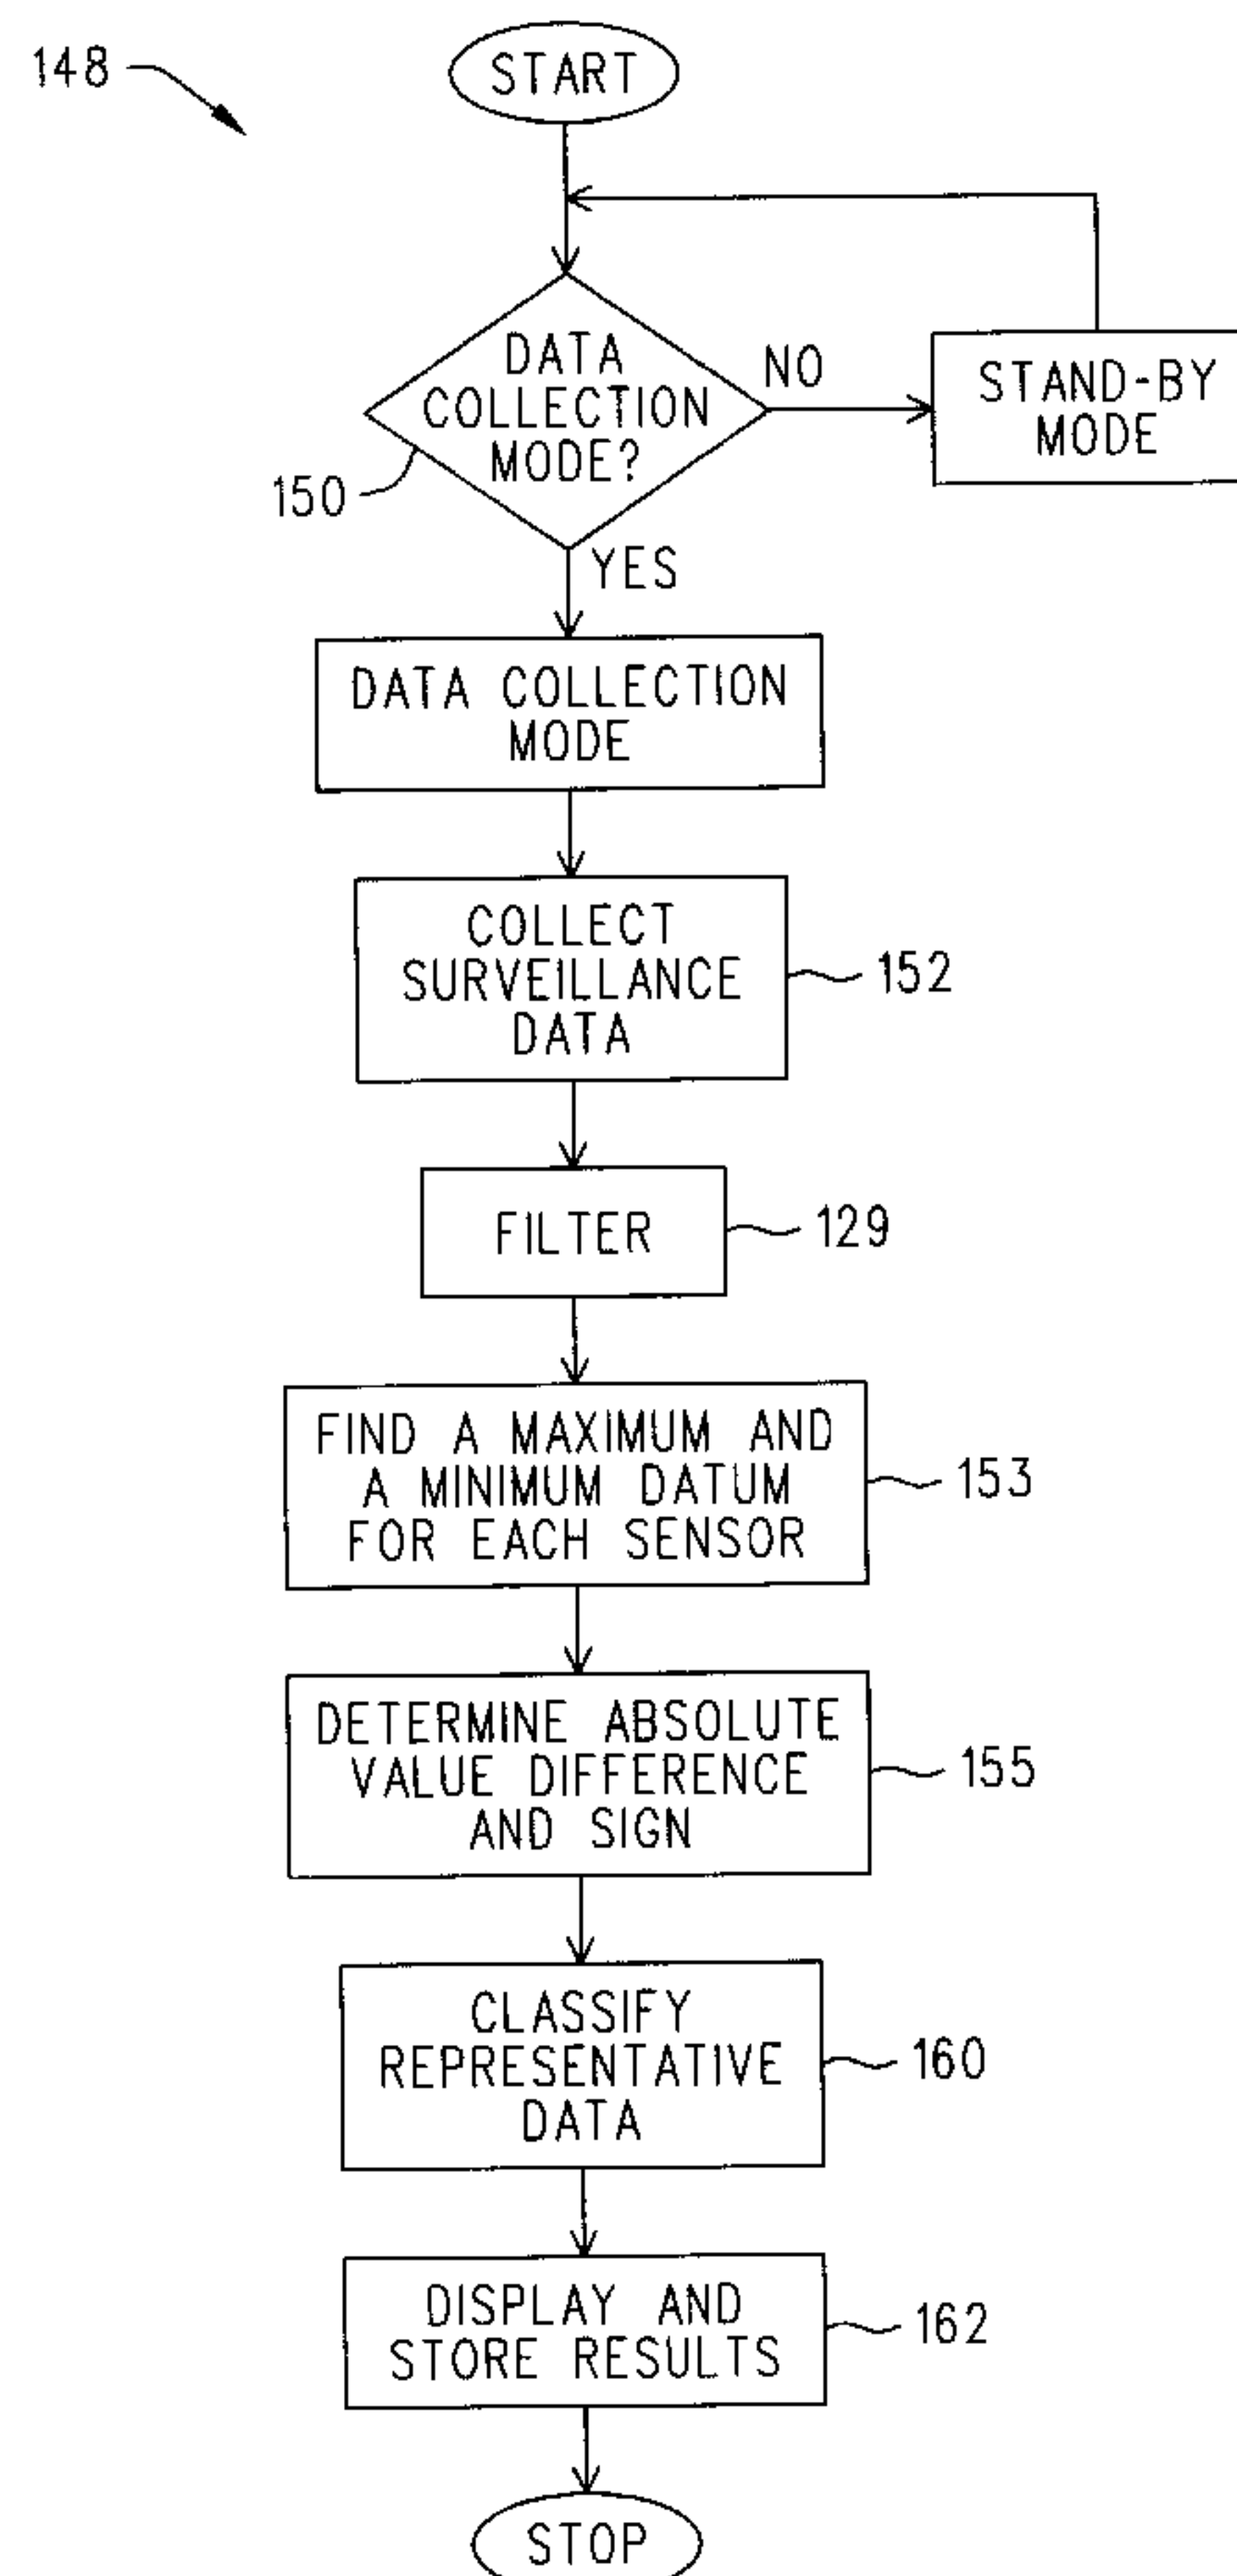 148
START
DATA
COLLECTION
MODE?
NO
STAND-BY
MODE
150
YES
DATA COLLECTION
MODE
COLLECT
SURVEILLANCE
DATA
152
FILTER
129
FIND A MAXIMUM AND
A MINIMUM DATUM
FOR EACH SENSOR
153
DETERMINE ABSOLUTE
VALUE DIFFERENCE
AND SIGN
155
CLASSIFY
REPRESENTATIVE
DATA
160
DISPLAY AND
STORE RESULTS
162
STOP